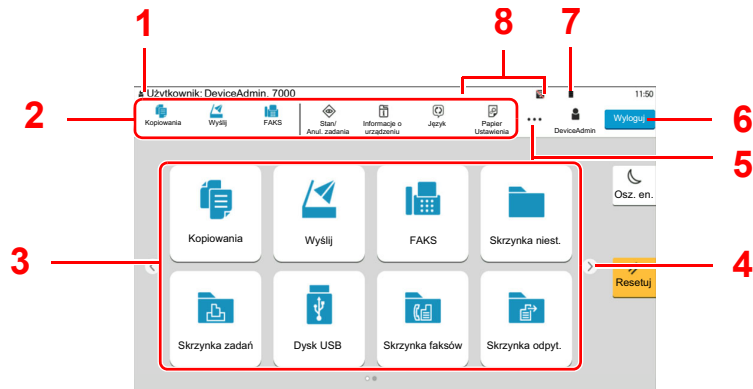 1
8
7
Użytkownik: DeviceAdmin, 7000
11:50
2
Kopiowania
Wyślij
FAKS
Stan/
Anul. zadania
Informacje o
urządzeniu
Język
Papier
Ustawienia
DeviceAdmin
Wyloguj
6
5
Osz. en.
Kopiowania
Wyślij
FAKS
Skrzynka niest.
3
4
Resetuj
Skrzynka zadań
Dysk USB
Skrzynka faksów
Skrzynka odpyt.